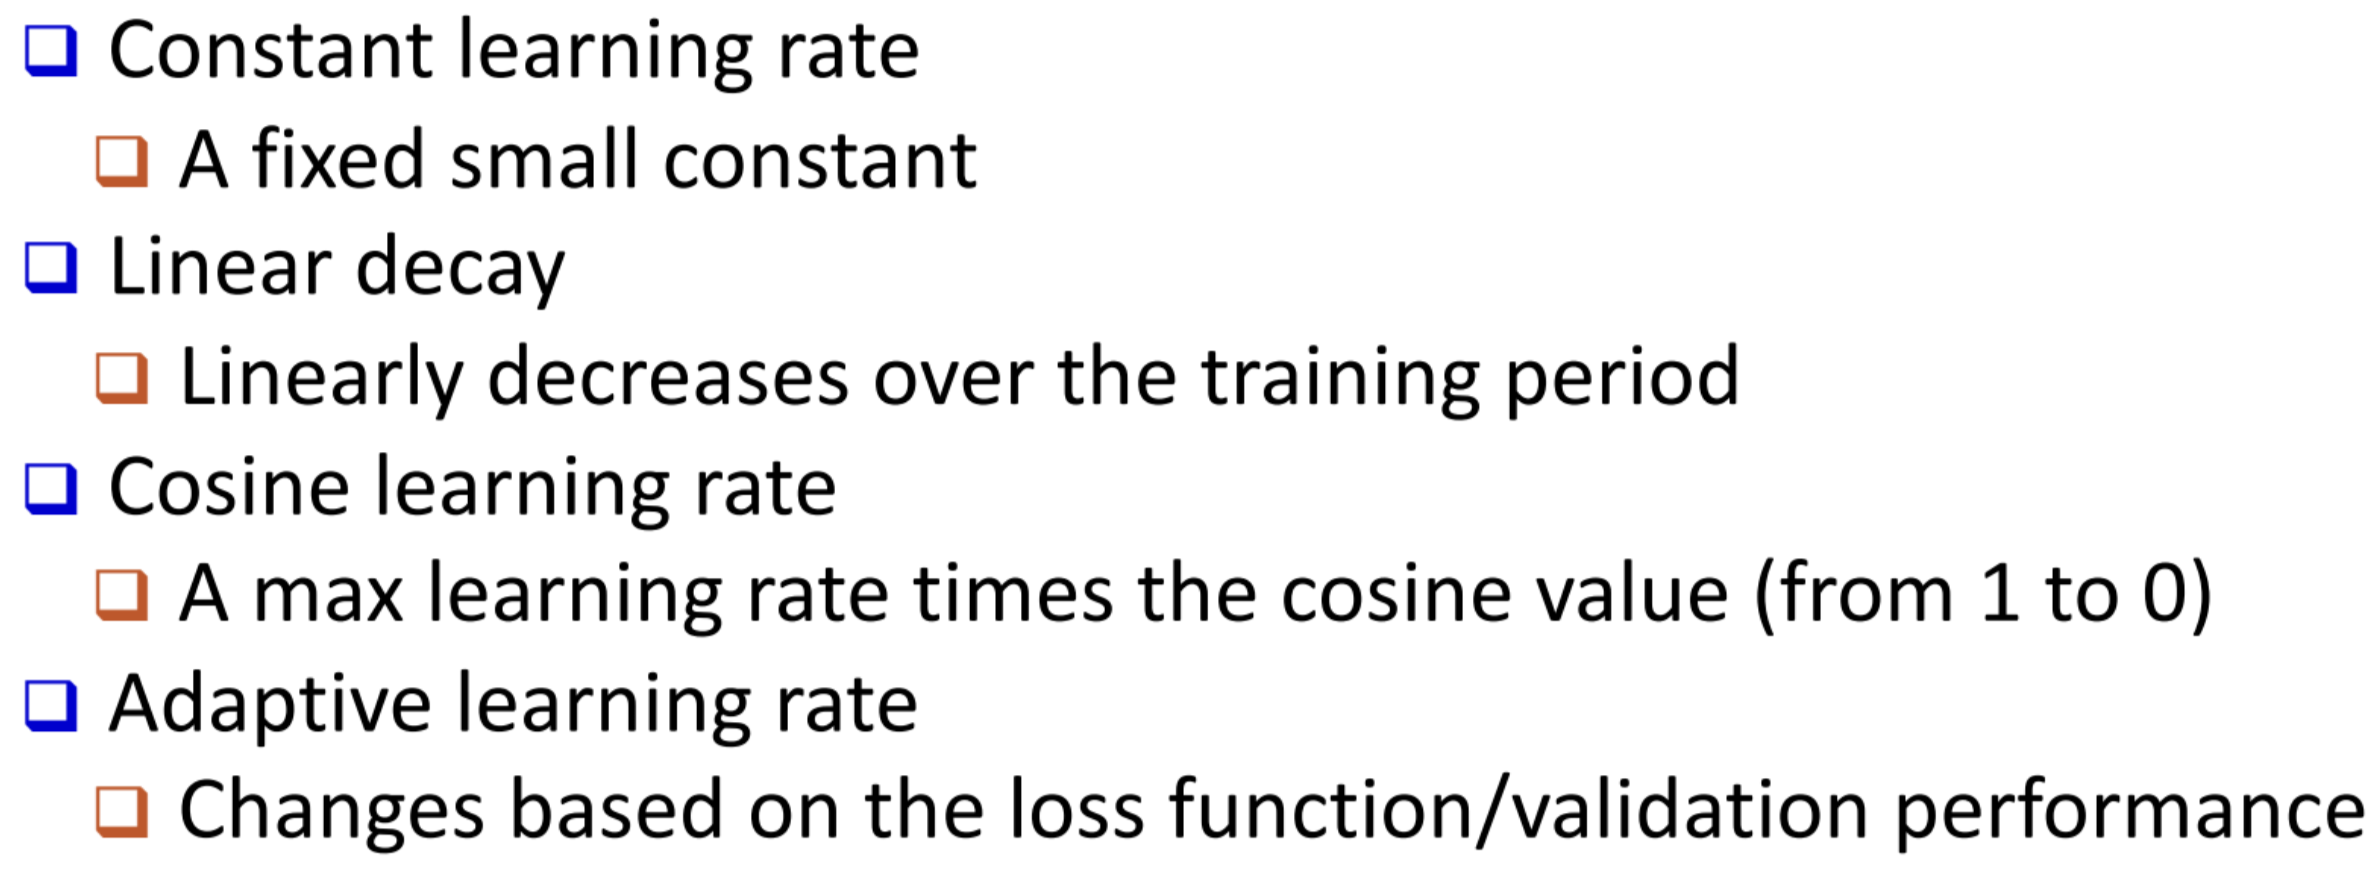 Constant learning rate
A fixed small constant
Linear decay
Linearly decreases over the training period
Cosine learning rate
A max learning rate times the cosine value (from 1 to 0)
Adaptive learning rate
Changes based on the loss function/validation performance